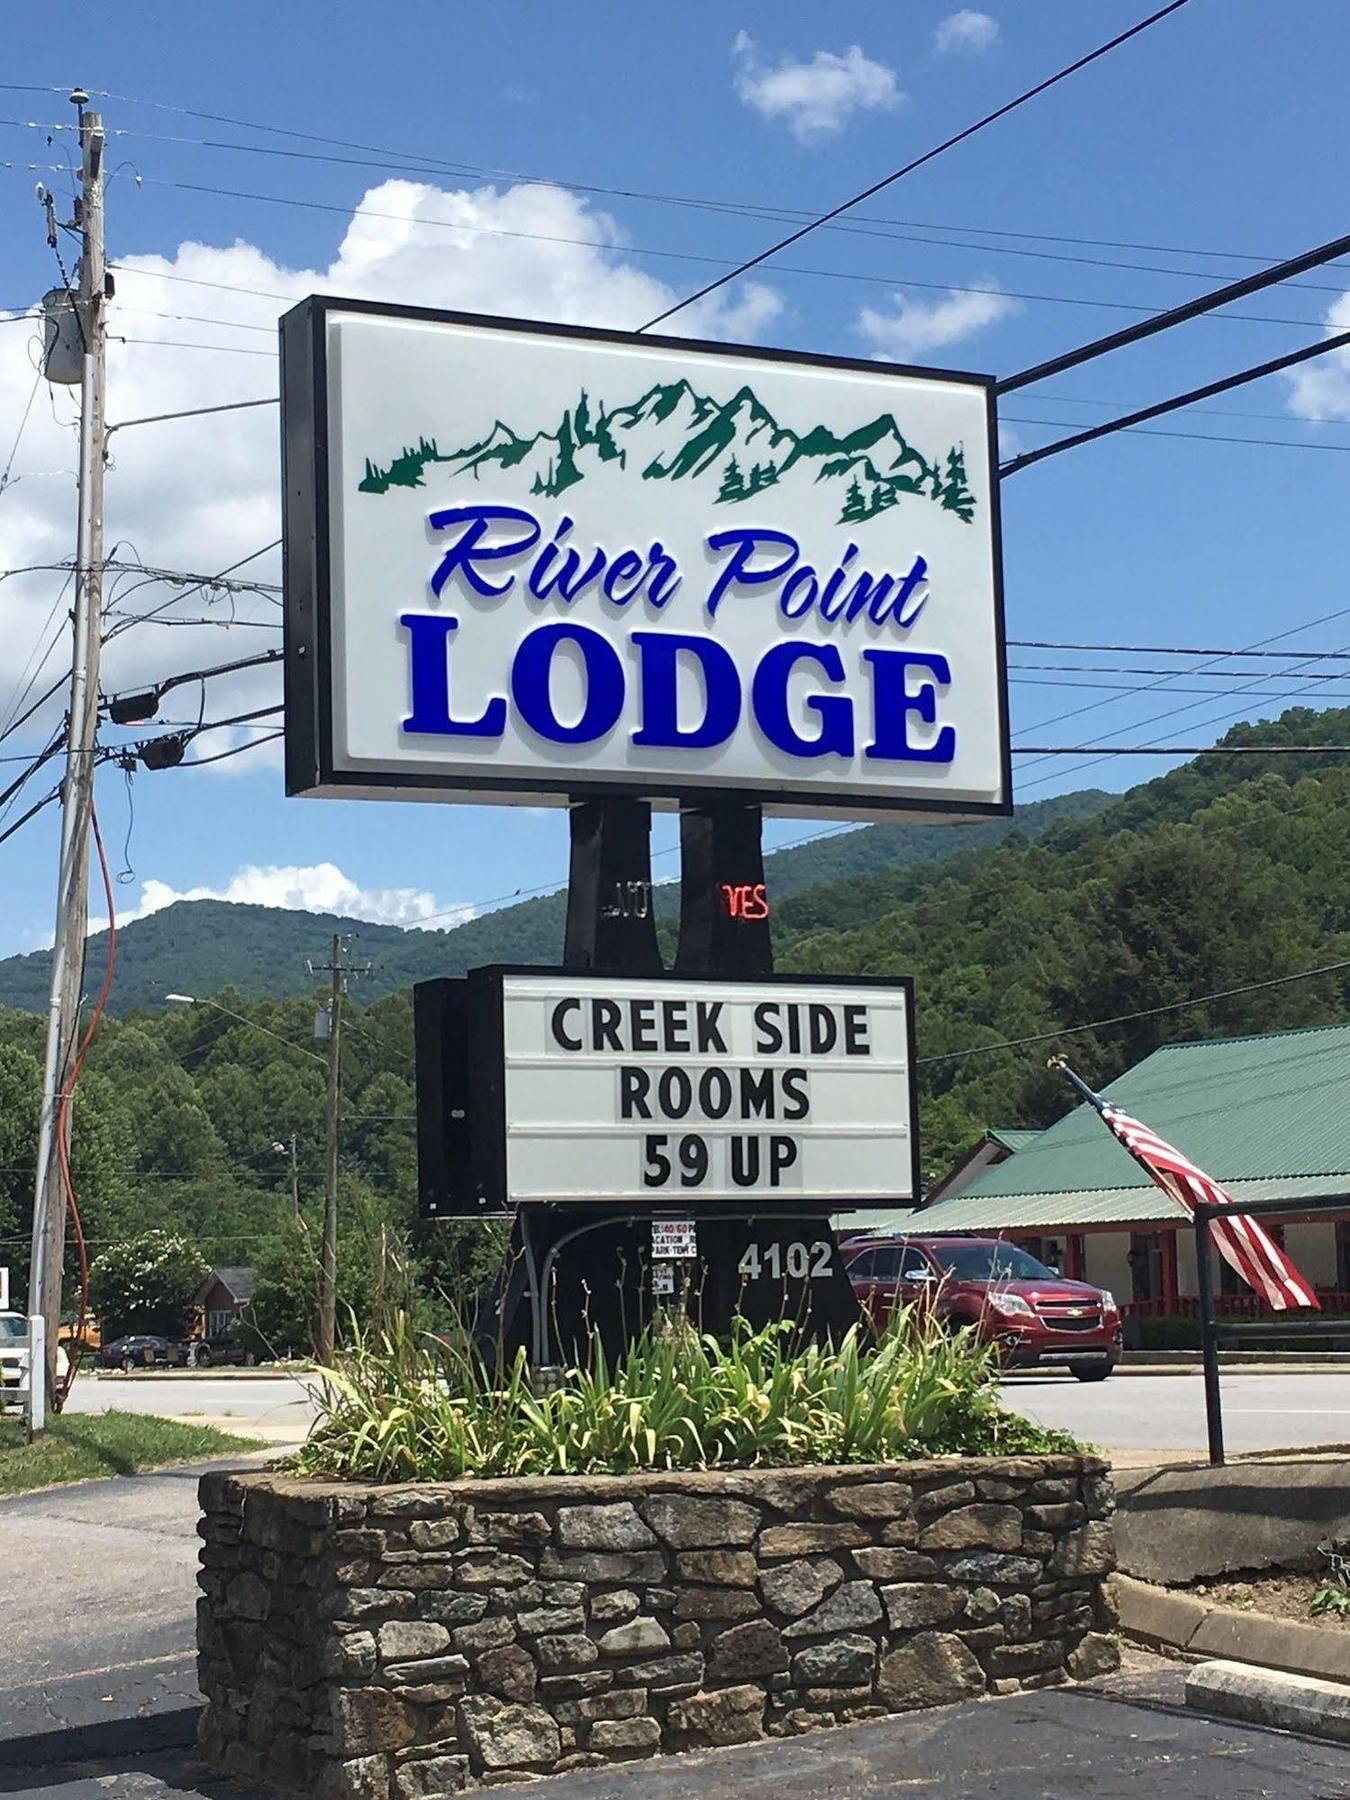 River Point
LODGE
NO YES
CREEK SIDE
ROOMS
59 UP
4102